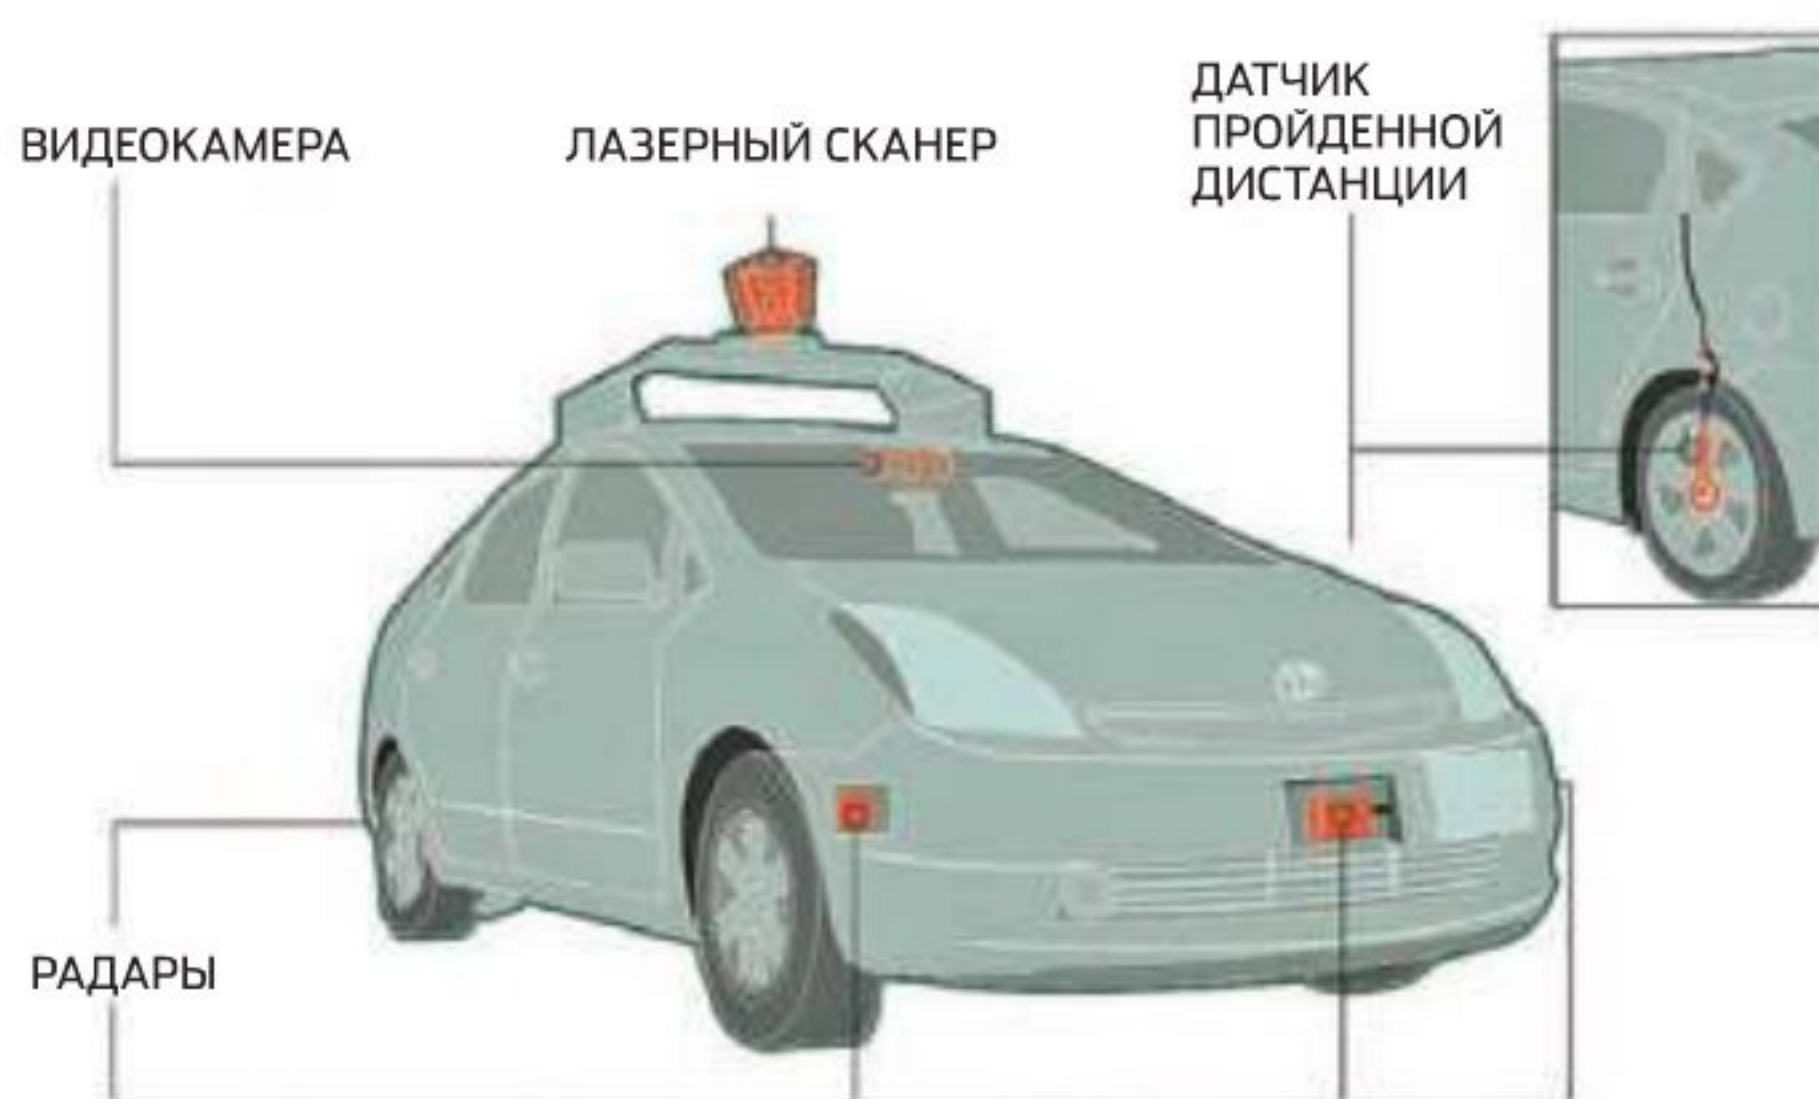 ВИДЕОКАМЕРА
ЛАЗЕРНЫЙ СКАНЕР
ДАТЧИК
ПРОЙДЕННОЙ
ДИСТАНЦИИ
РАДАРЫ